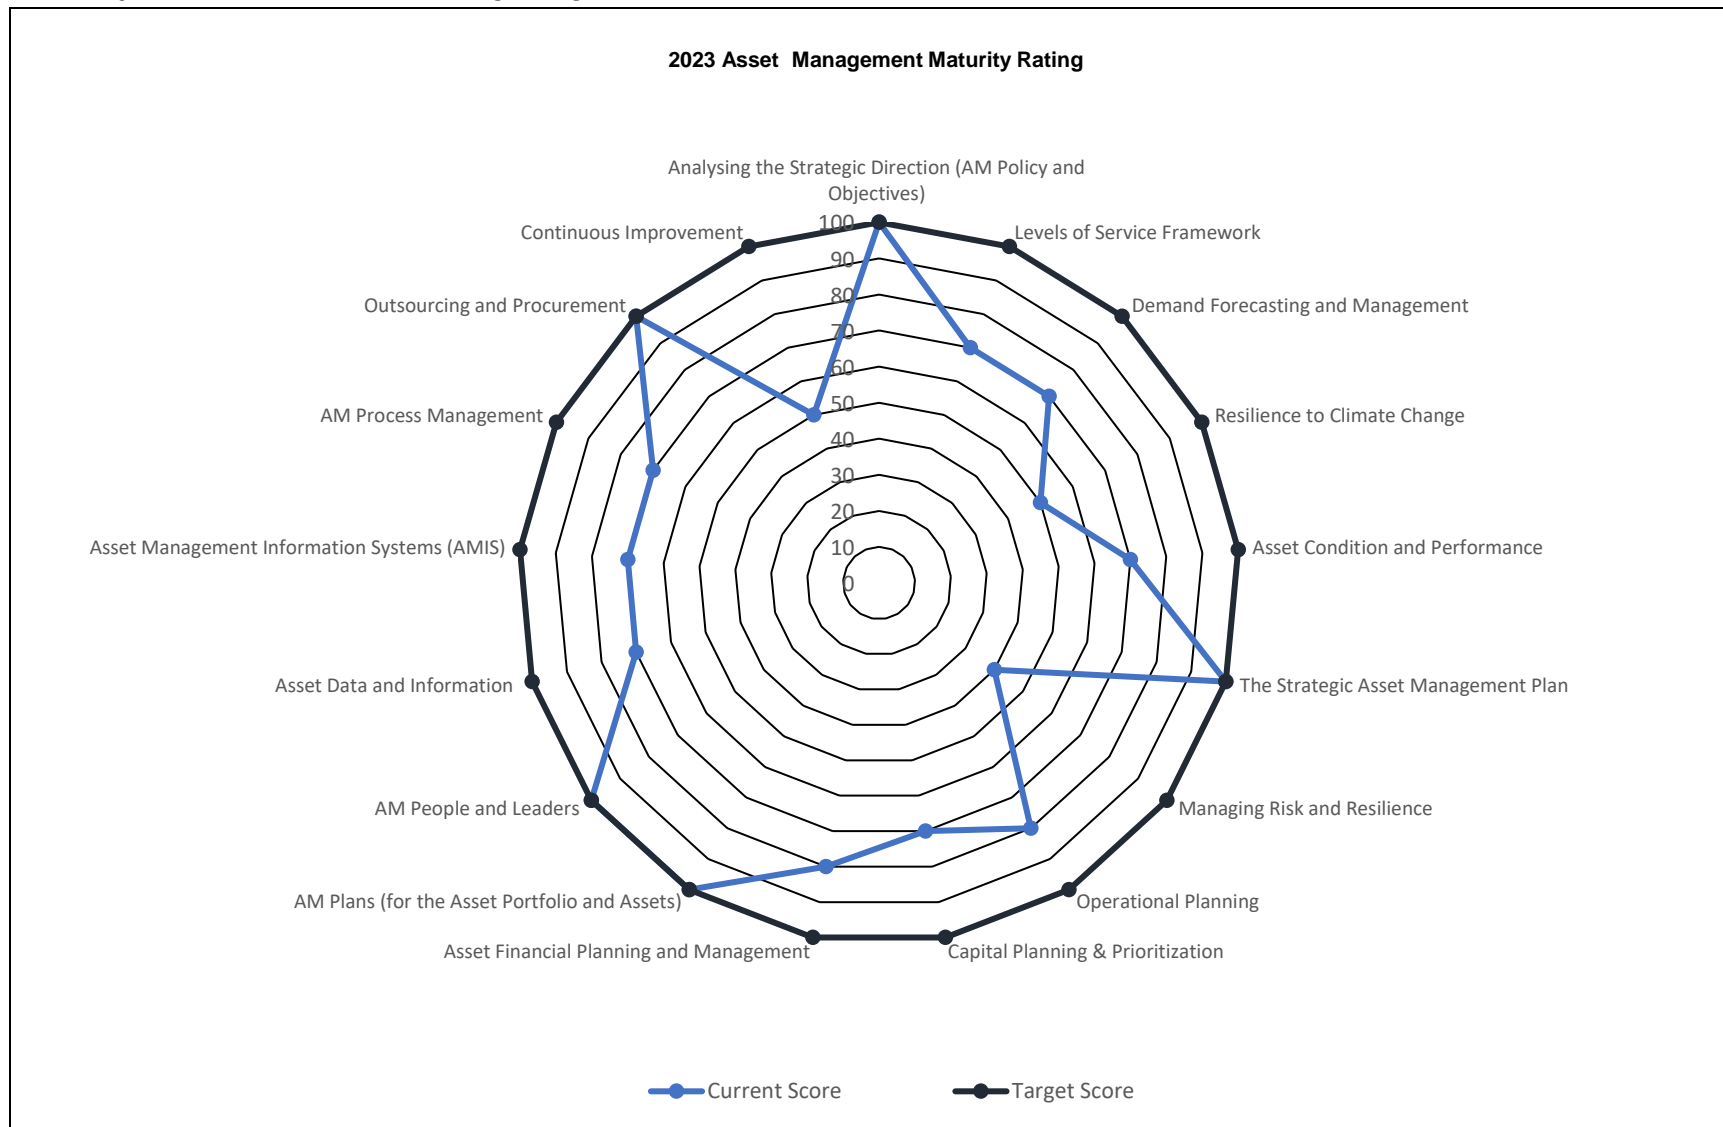 2023 Asset Management Maturity Rating
Analysing the Strategic Direction (AM Policy and
Objectives)
Levels of Service Framework
Demand Forecasting and Management
Resilience to Climate Change
Asset Condition and Performance
The Strategic Asset Management Plan
Managing Risk and Resilience
Operational Planning
Capital Planning & Prioritization
Asset Financial Planning and Management
AM Plans (for the Asset Portfolio and Assets)
AM People and Leaders
Asset Data and Information
Asset Management Information Systems (AMIS)
AM Process Management
Outsourcing and Procurement
Continuous Improvement
100
90
80
70
60
50
40
30
20
10
0
Current Score
Target Score